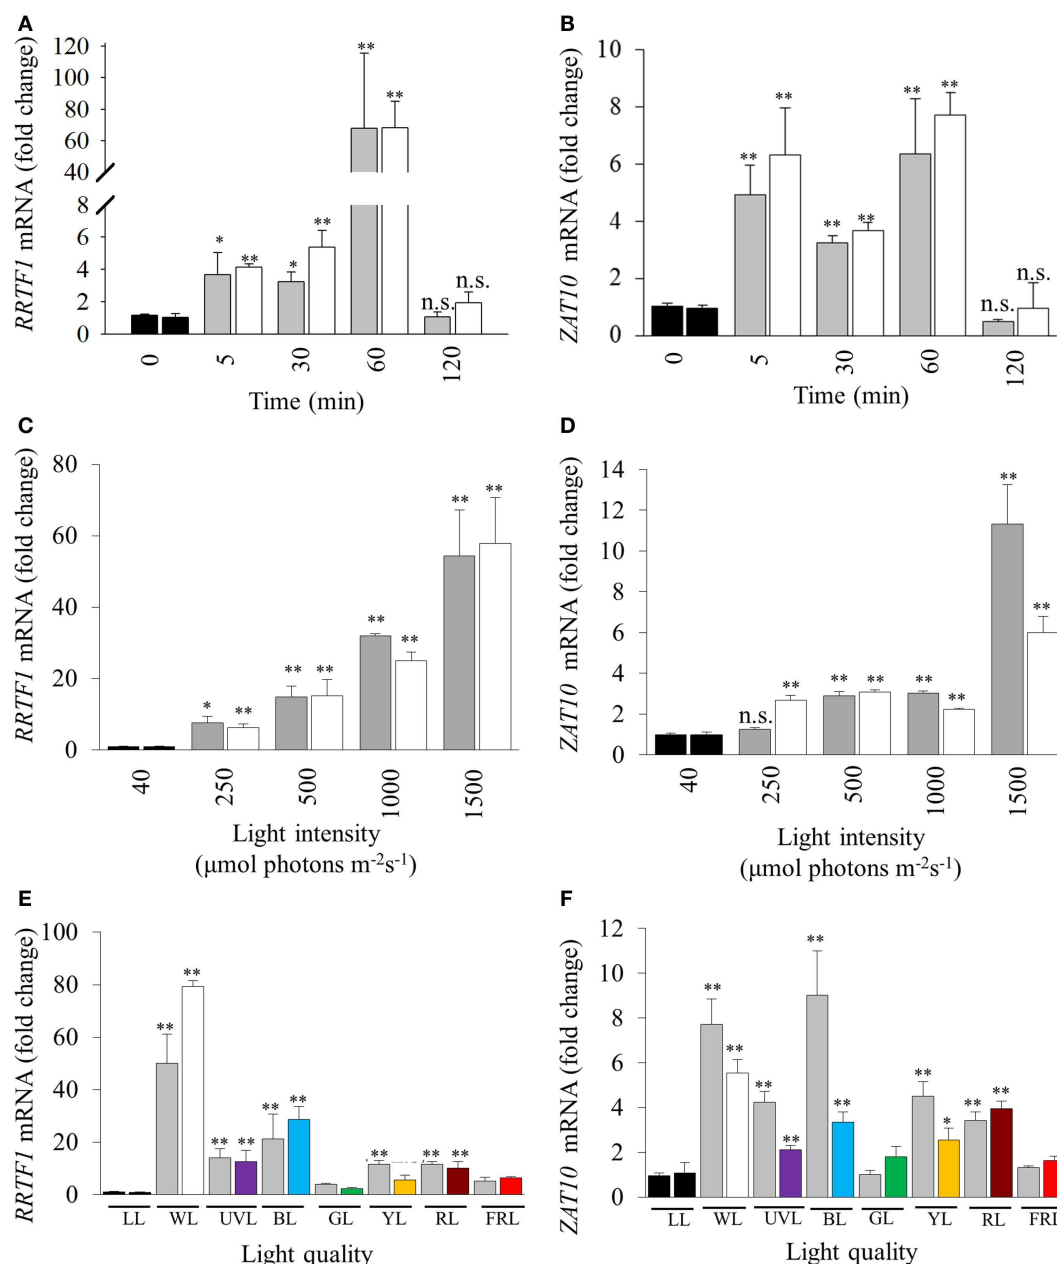 A
RRTF1 mRNA (fold change)
120
100
80
60
40
8
6
4
2
0
* ** * ** ** ** n.s. n.s.
0 5 30 60 120
Time (min)
B
ZAT10 mRNA (fold change)
10
8
6
4
2
0
** ** ** ** ** ** n.s. n.s.
0 5 30 60 120
Time (min)
C
RRTF1 mRNA (fold change)
80
60
40
20
0
* ** ** ** ** ** ** **
40 250 500 1000 1500
Light intensity
(μmol photons m-2s-1)
D
ZAT10 mRNA (fold change)
14
12
10
8
6
4
2
0
n.s. ** ** ** ** ** ** **
40 250 500 1000 1500
Light intensity
(μmol photons m-2s-1)
E
RRTF1 mRNA (fold change)
100
80
60
40
20
0
** ** ** ** ** ** ** ** **
LL WL UVL BL GL YL RL FRL
Light quality
F
ZAT10 mRNA (fold change)
12
10
8
6
4
2
0
** ** ** ** ** ** ** * ** **
LL WL UVL BL GL YL RL FRL
Light quality